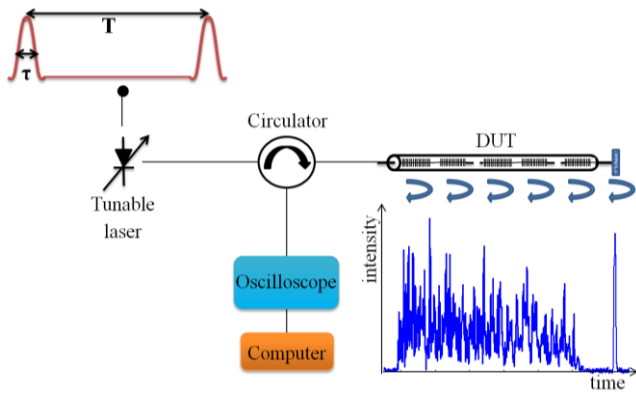 T
τ
Circulator
DUT
Tunable
laser
Oscilloscope
Computer
intensity
time